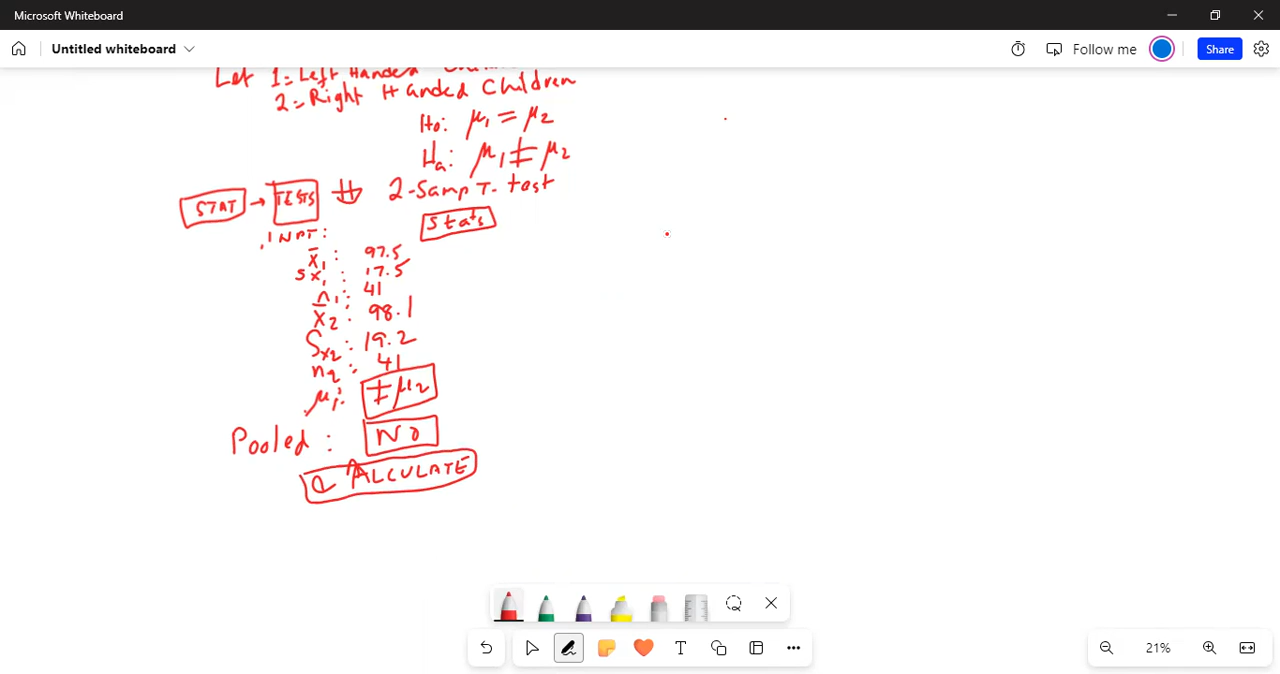 Microsoft Whiteboard
Untitled whiteboard
Follow me
Share
Let 1 = Left Handed
2 = Right Handed Children
Ho: μ1 = μ2
Ha: μ1 ≠ μ2
STAT → TESTS 2-Samp T-test
Stats
INPT:
x̄1 : 97.5
sx1 : 17.5
n1 : 41
x̄2 : 98.1
Sx2 : 19.2
n2 : 41
μ1: ≠ μ2
Pooled : No
CALCULATE
21%